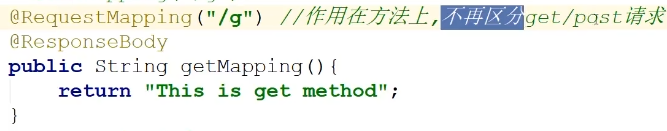 @RequestMapping("/g") //作用在方法上,不再区分get/post请求
@ResponseBody
public String getMapping(){
    return "This is get method";
}